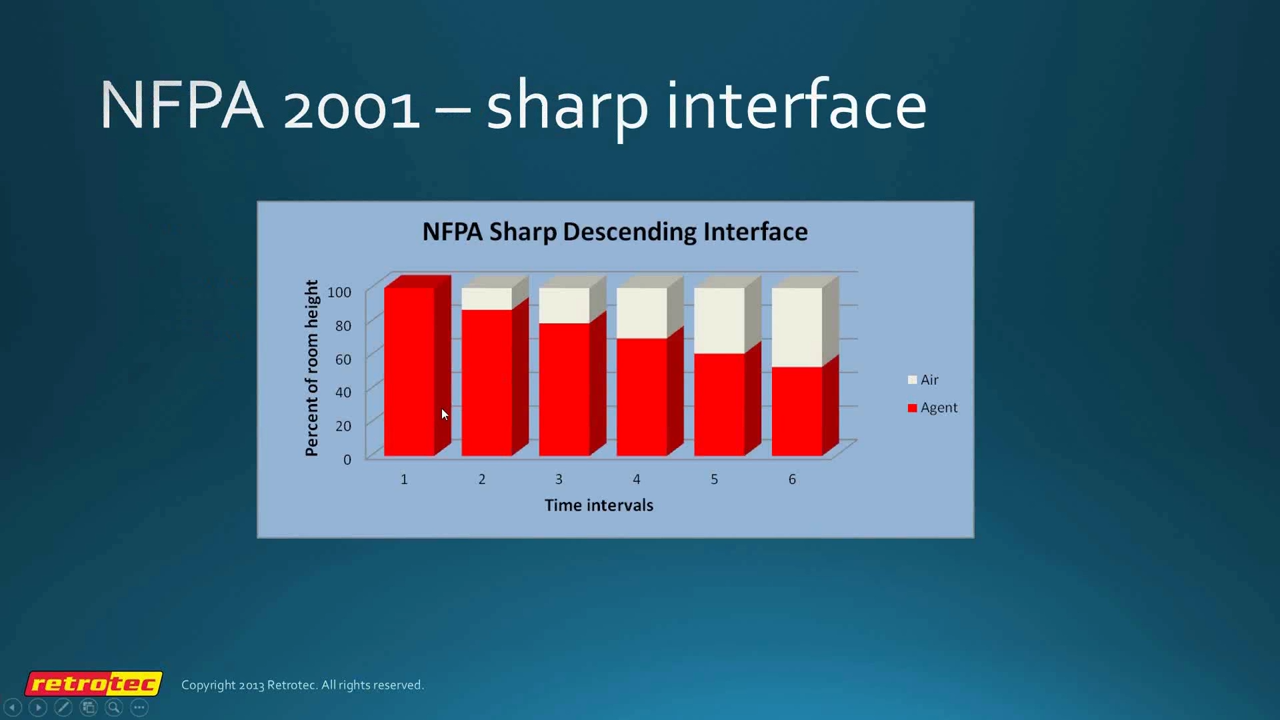 NFPA 2001 – sharp interface
NFPA Sharp Descending Interface
Percent of room height
100
80
60
40
20
0
1 2 3 4 5 6
Time intervals
Air
Agent
retrotec
Copyright 2013 Retrotec. All rights reserved.